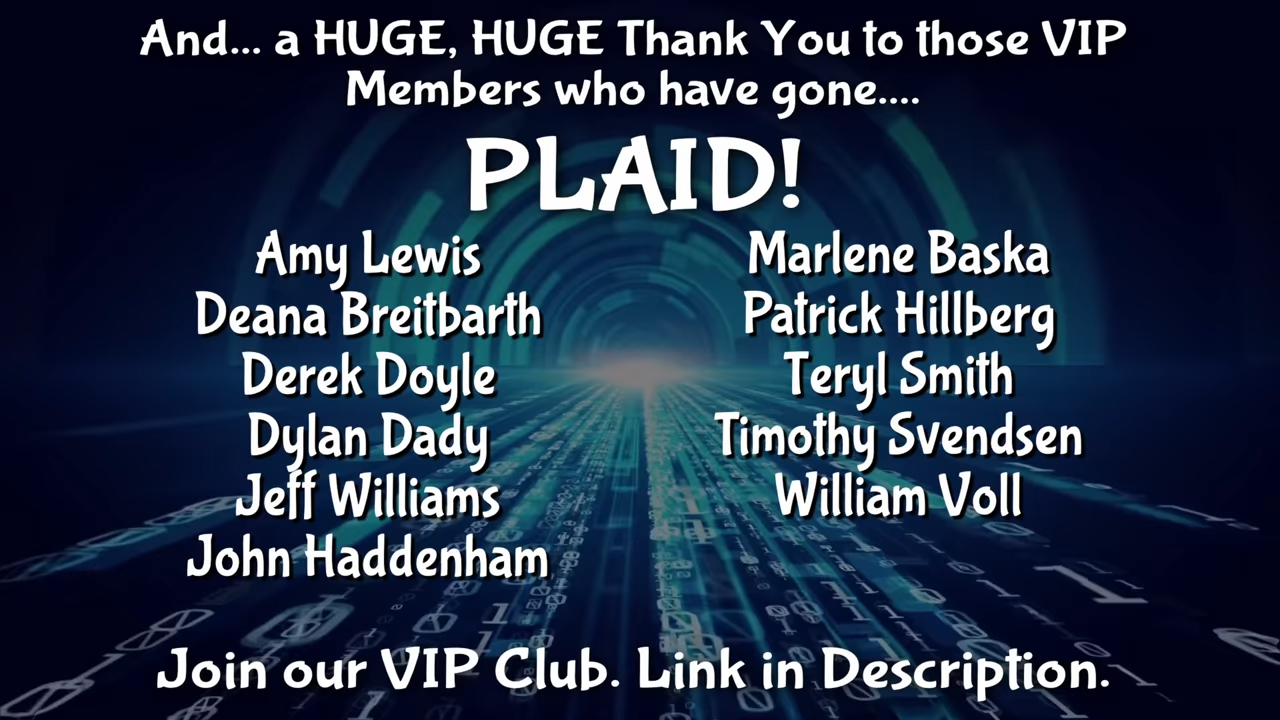 And... a HUGE, HUGE Thank You to those VIP
Members who have gone....
PLAID!
Amy Lewis
Deana Breitbarth
Derek Doyle
Dylan Dady
Jeff Williams
John Haddenham
Marlene Baska
Patrick Hillberg
Teryl Smith
Timothy Svendsen
William Voll
Join our VIP Club. Link in Description.